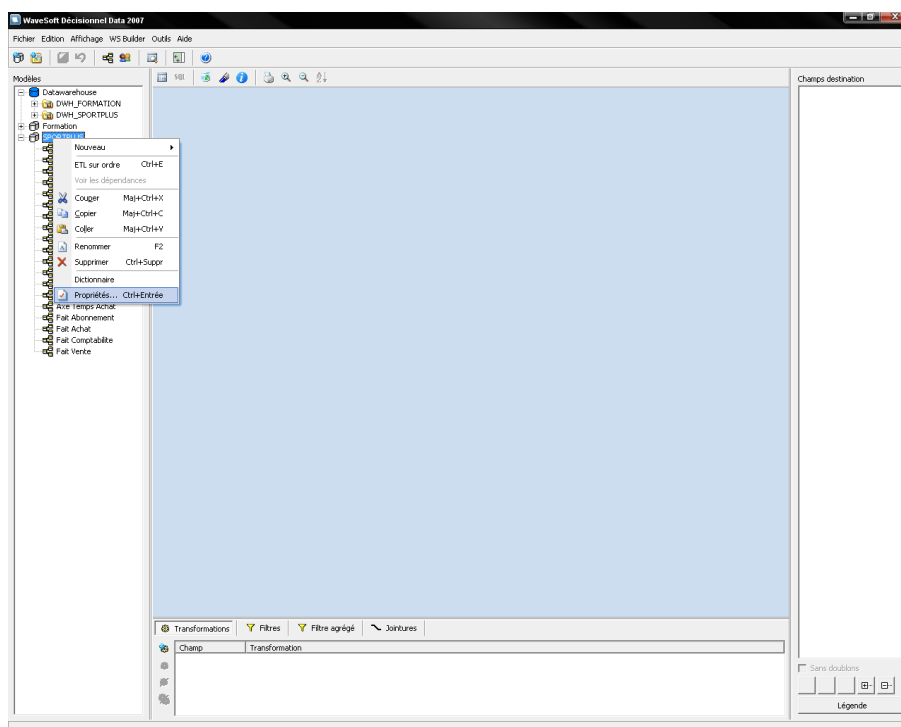 WaveSoft Décisionnel Data 2007
Fichier Edition Affichage WS Builder Outils Aide
SQL
Modèles
Champs destination
Datawarehouse
DWH_FORMATION
DWH_SPORTPLUS
Formation
SPORTPLUS
Nouveau
ETL sur ordre Ctrl+E
Voir les dépendances
Couper Maj+Ctrl+X
Copier Maj+Ctrl+C
Coller Maj+Ctrl+V
Renommer F2
Supprimer Ctrl+Suppr
Dictionnaire
Propriétés... Ctrl+Entrée
Axe Temps Achat
Fait Abonnement
Fait Achat
Fait Comptabilite
Fait Vente
Transformations Filtres Filtre agrégé Jointures
Champ Transformation
Sans doublons
Légende